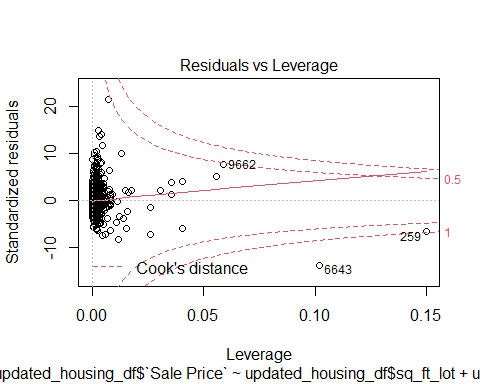 Residuals vs Leverage
Standardized residuals
20
10
0
-10
9662
0.5
1
259
6643
Cook's distance
0.00
0.05
0.10
0.15
Leverage
updated_housing_df$`Sale Price` ~ updated_housing_df$sq_ft_lot + u